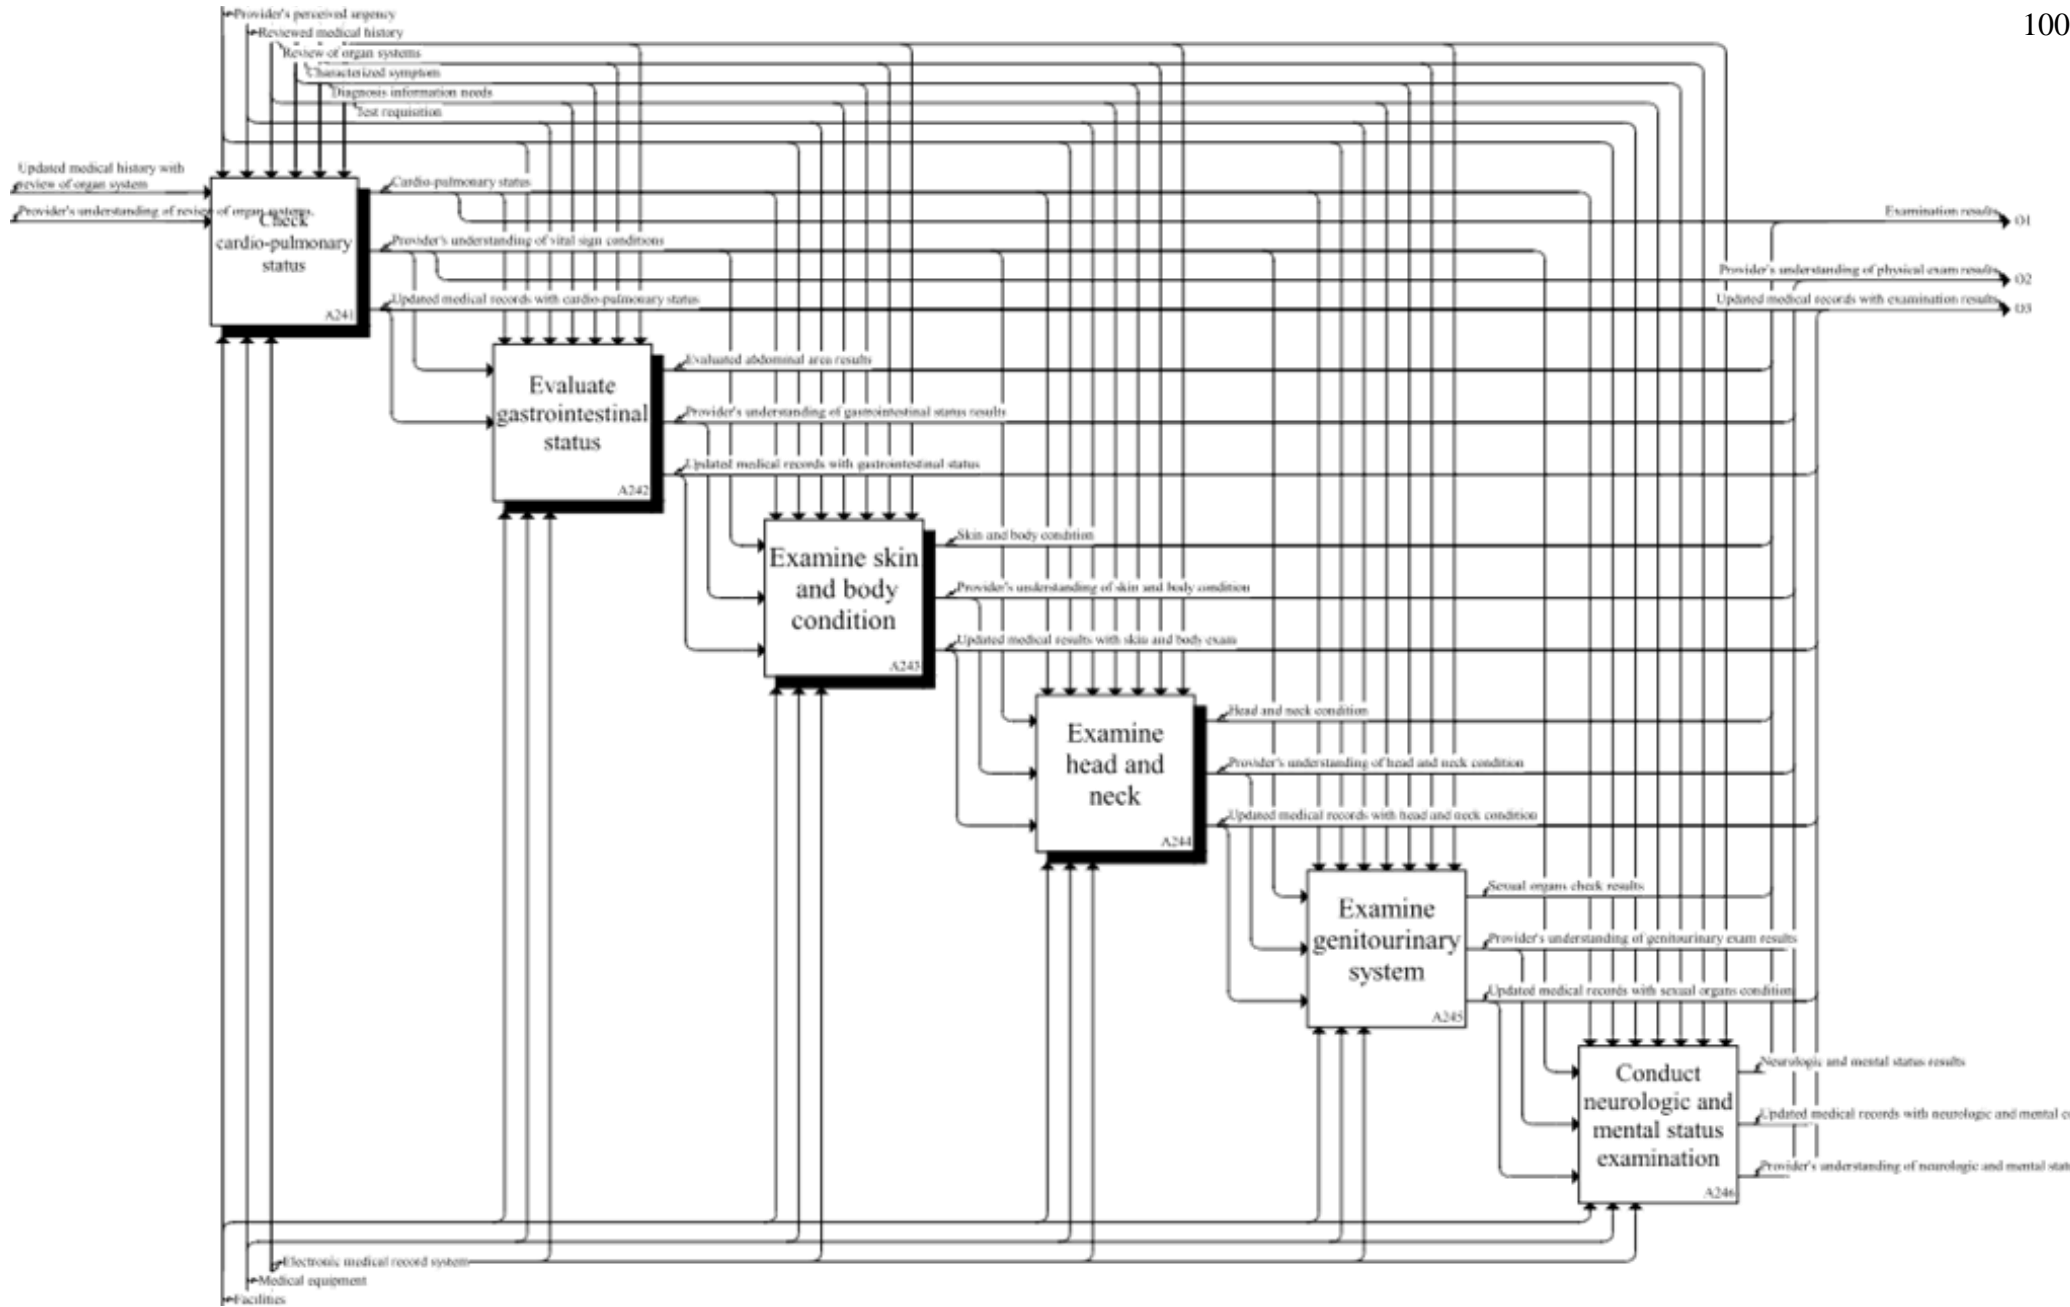 100
Provider's perceived urgency
Reviewed medical history
Review of organ systems
Characterized symptom
Diagnosis information needs
Test requisition
Updated medical history with
review of organ system
Provider's understanding of review of organ systems.
Check
cardio-pulmonary
status
A241
Cardio-pulmonary status
Provider's understanding of vital sign conditions
Updated medical records with cardio-pulmonary status
Examination results
O1
Provider's understanding of physical exam results
O2
Updated medical records with examination results
O3
Evaluate
gastrointestinal
status
A242
Evaluated abdominal area results
Provider's understanding of gastrointestinal status results
Updated medical records with gastrointestinal status
Examine skin
and body
condition
A243
Skin and body condition
Provider's understanding of skin and body condition
Updated medical results with skin and body exam
Examine
head and
neck
A244
Head and neck condition
Provider's understanding of head and neck condition
Updated medical records with head and neck condition
Examine
genitourinary
system
A245
Sexual organs check results
Provider's understanding of genitourinary exam results
Updated medical records with sexual organs condition
Conduct
neurologic and
mental status
examination
A246
Neurologic and mental status results
Updated medical records with neurologic and mental c
Provider's understanding of neurologic and mental stat
Electronic medical record system
Medical equipment
Facilities